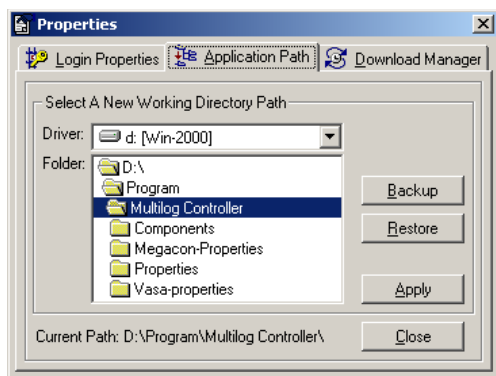 Properties
Login Properties
Application Path
Download Manager
Select A New Working Directory Path
Driver:
d: [Win-2000]
Folder:
D:\
Program
Multilog Controller
Components
Megacon-Properties
Properties
Vasa-properties
Backup
Restore
Apply
Current Path: D:\Program\Multilog Controller\
Close